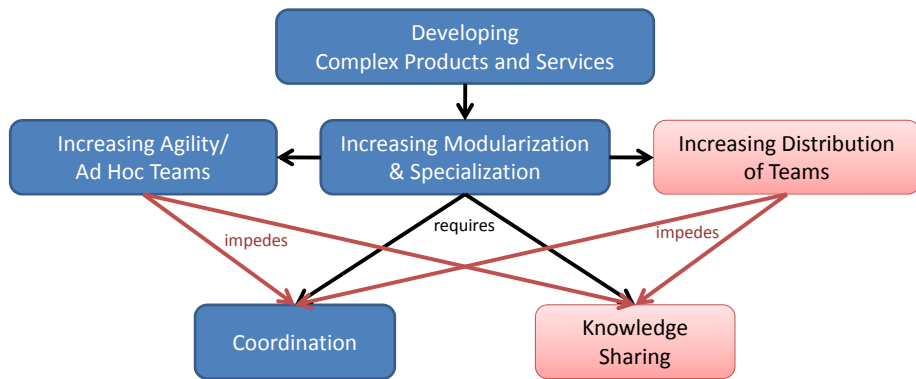 Developing
Complex Products and Services
Increasing Agility/
Ad Hoc Teams
Increasing Modularization
& Specialization
Increasing Distribution
of Teams
impedes
requires
impedes
Coordination
Knowledge
Sharing